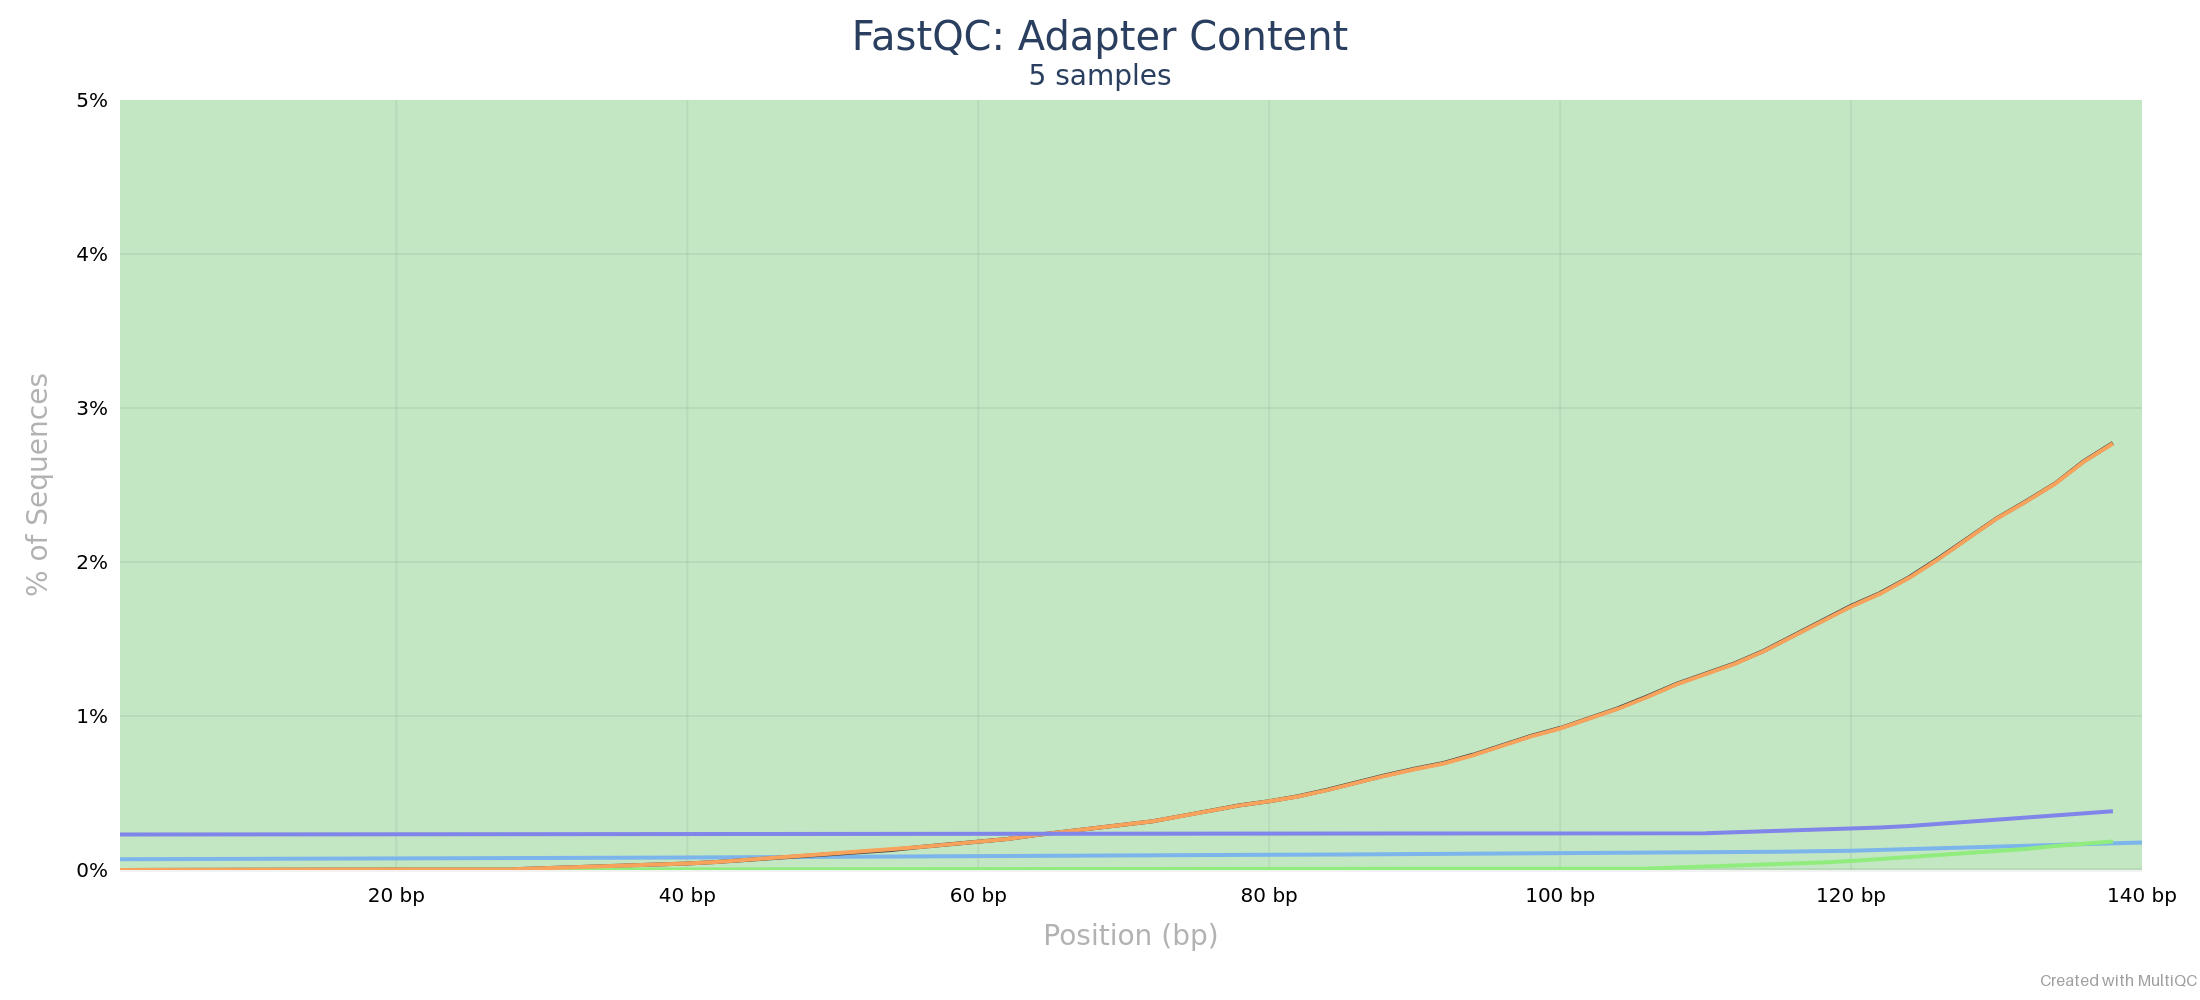 FastQC: Adapter Content
5 samples
5%
4%
3%
2%
1%
0%
% of Sequences
20 bp
40 bp
60 bp
80 bp
100 bp
120 bp
140 bp
Position (bp)
Created with MultiQC